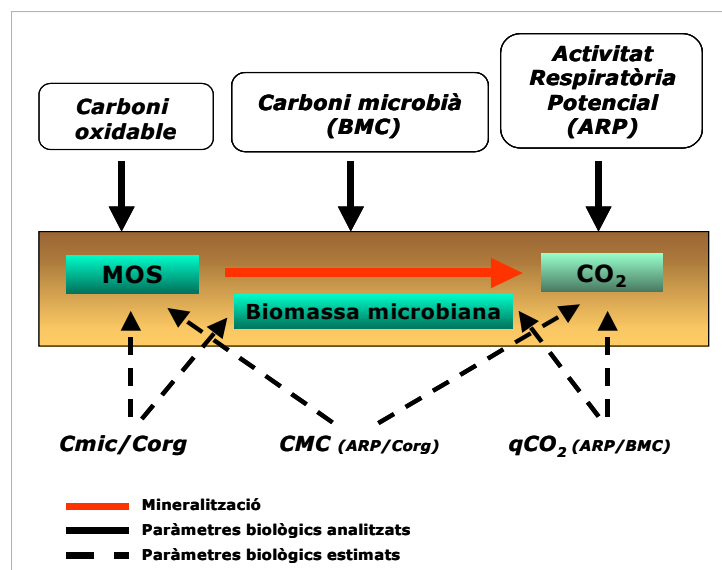 Carboni
oxidable
Carboni microbià
(BMC)
Activitat
Respiratòria
Potencial
(ARP)
MOS
CO₂
Biomassa microbiana
Cmic/Corg
CMC (ARP/Corg)
qCO₂ (ARP/BMC)
Mineralització
Paràmetres biològics analitzats
Paràmetres biològics estimats